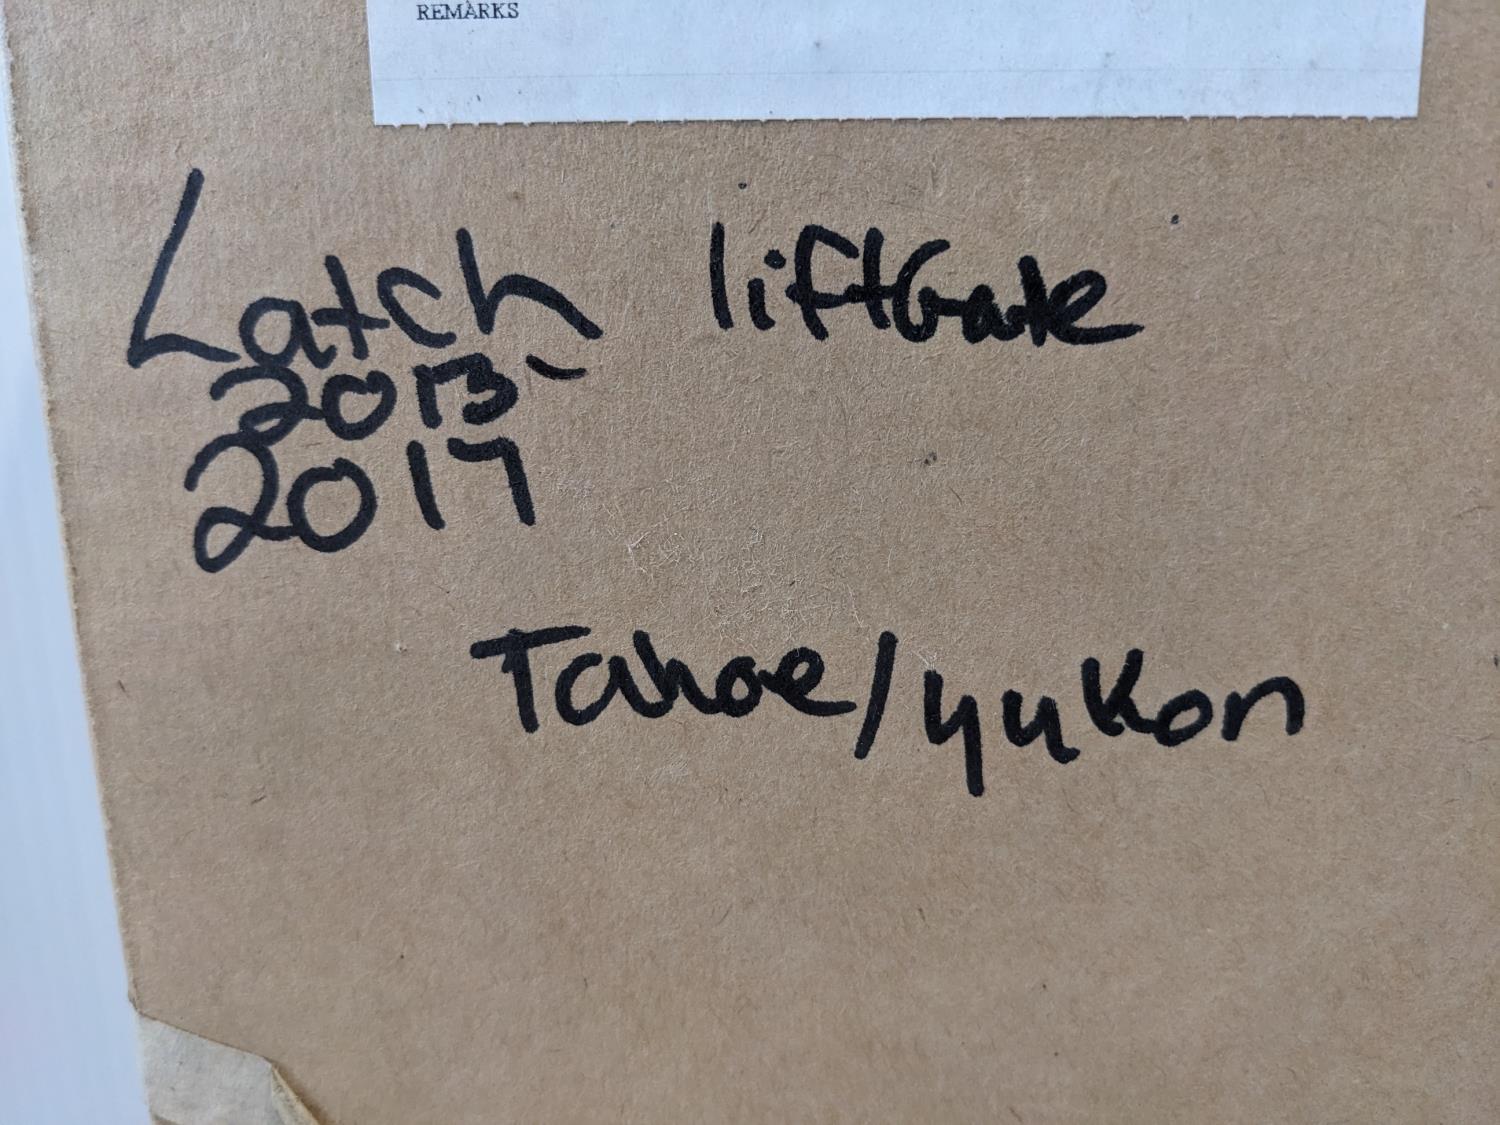 REMARKS
Latch liftGate
2013-
2017
Tahoe/yukon